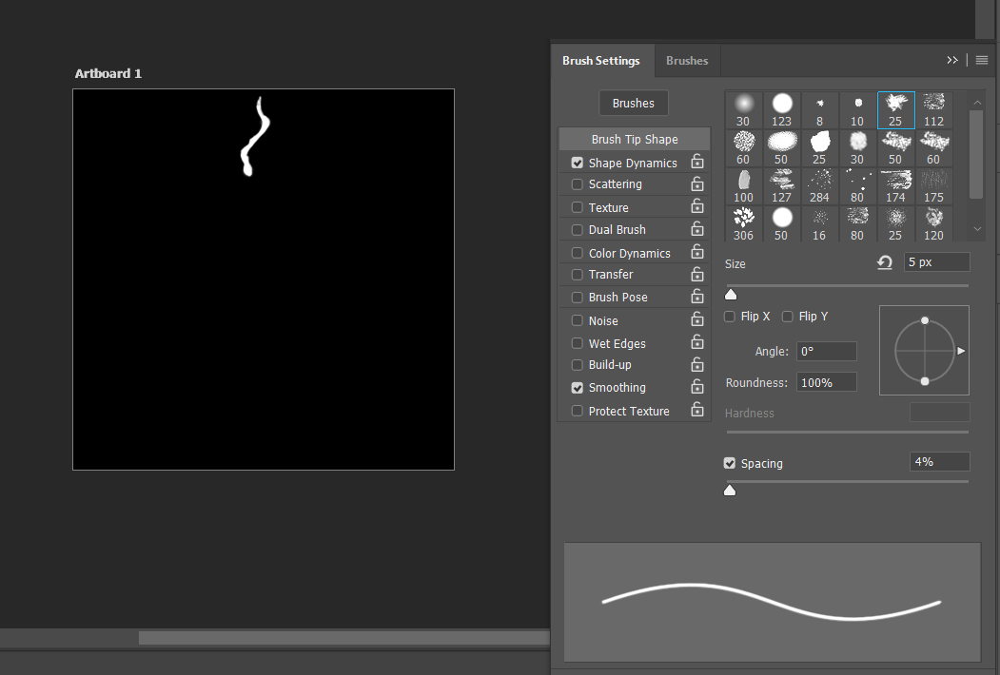 Artboard 1
Brush Settings
Brushes
Brushes
Brush Tip Shape
Shape Dynamics
Scattering
Texture
Dual Brush
Color Dynamics
Transfer
Brush Pose
Noise
Wet Edges
Build-up
Smoothing
Protect Texture
30 123 8 10 25 112
60 50 25 30 50 60
100 127 284 80 174 175
306 50 16 80 25 120
Size 5 px
Flip X Flip Y
Angle: 0°
Roundness: 100%
Hardness
Spacing 4%